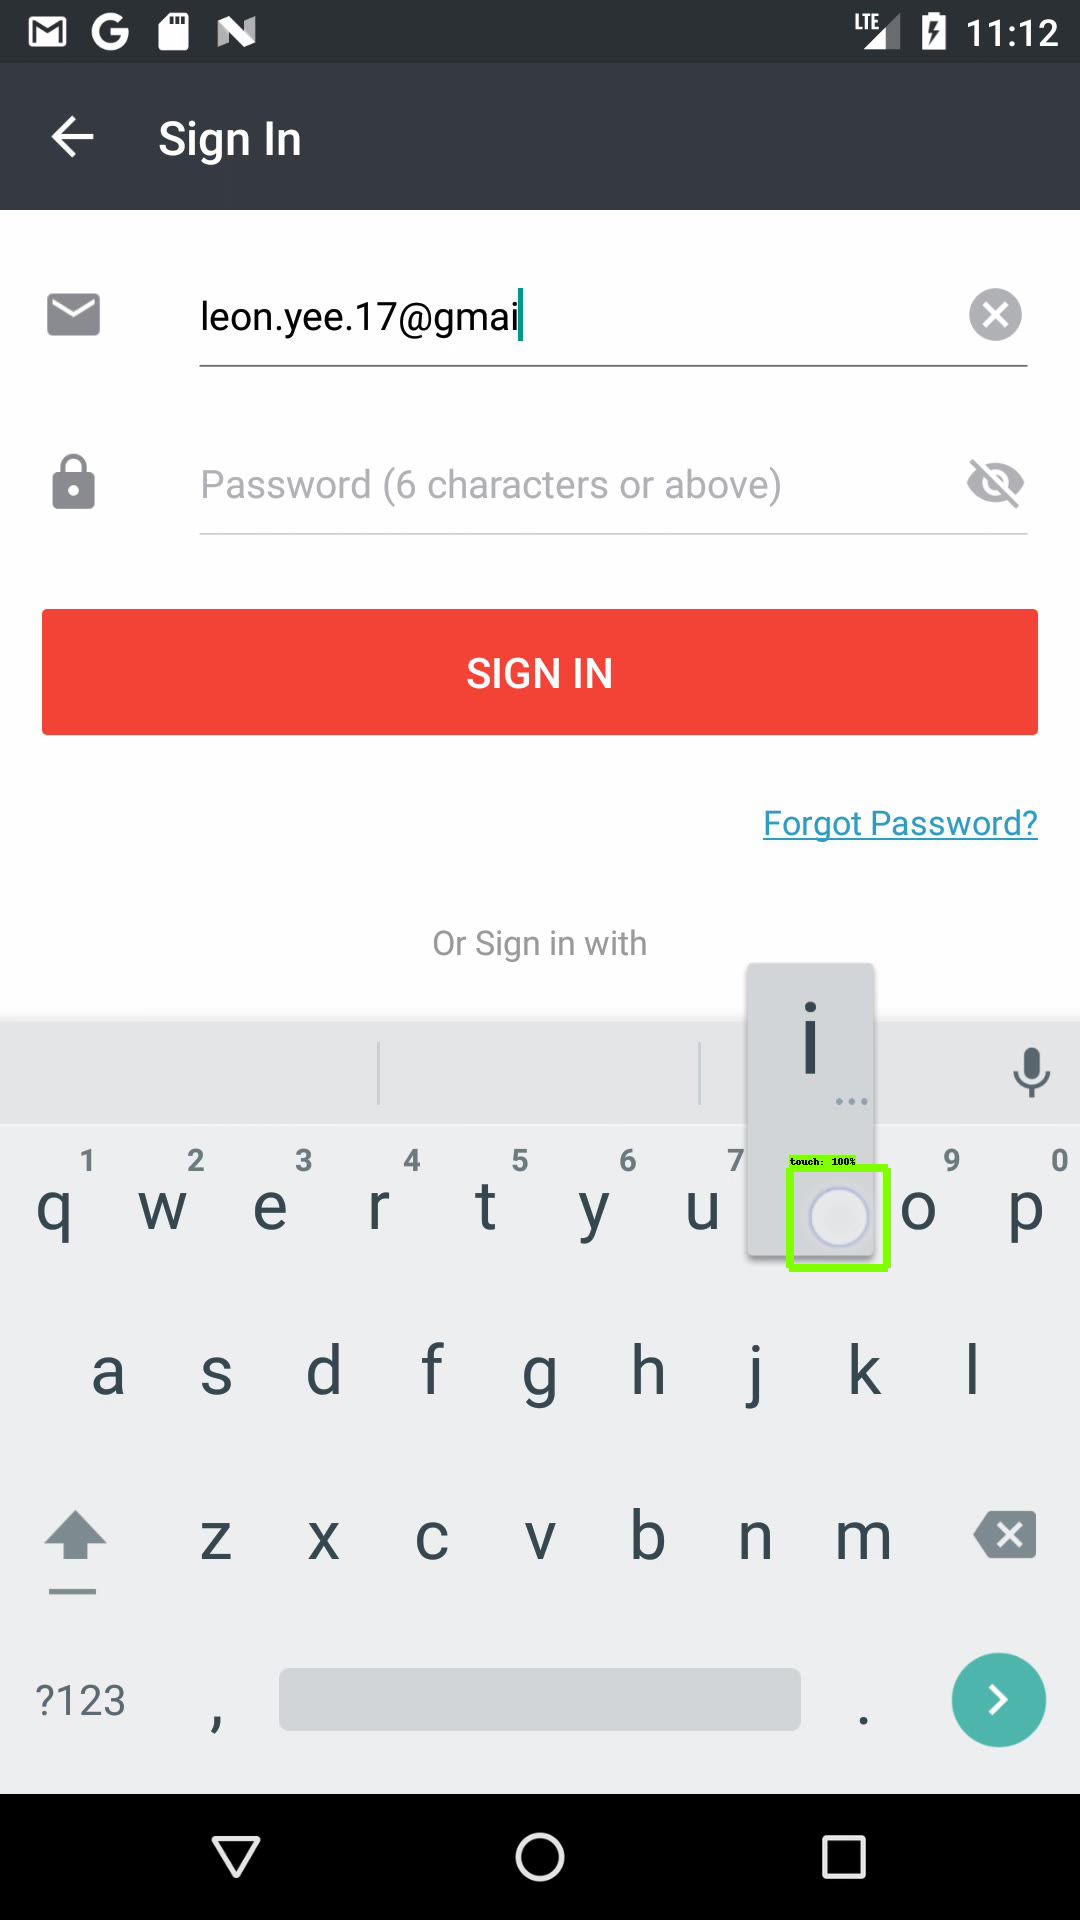 LTE 11:12
Sign In
leon.yee.17@gmai
Password (6 characters or above)
SIGN IN
Forgot Password?
Or Sign in with
i
...
touch: 100%
1 2 3 4 5 6 7 9 0
q w e r t y u o p
a s d f g h j k l
z x c v b n m
?123 , .